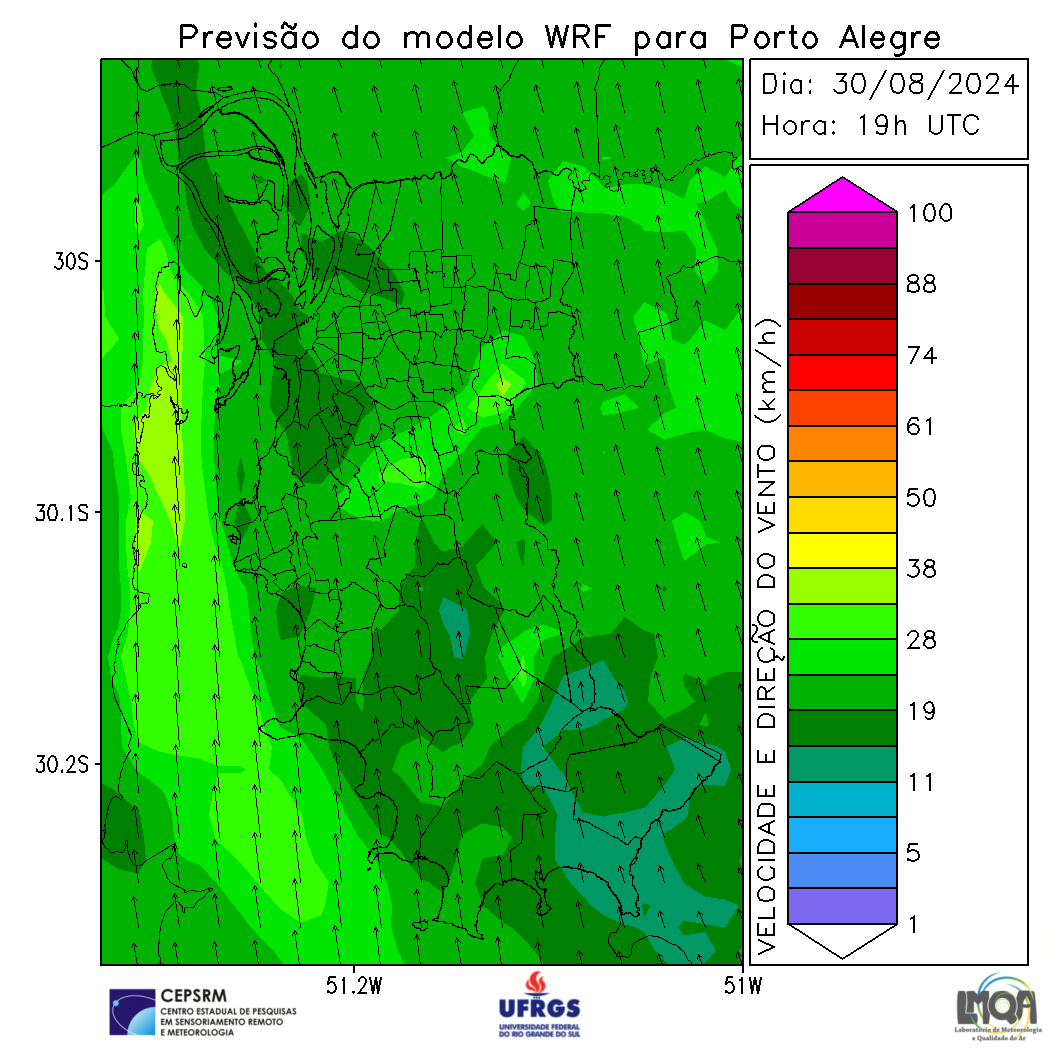 Previsão do modelo WRF para Porto Alegre
Dia: 30/08/2024
Hora: 19h UTC
30S
30.1S
30.2S
51.2W
51W
VELOCIDADE E DIREÇÃO DO VENTO (km/h)
100
88
74
61
50
38
28
19
11
5
1
CEPSRM
CENTRO ESTADUAL DE PESQUISAS
EM SENSORIAMENTO REMOTO
E METEOROLOGIA
UFRGS
UNIVERSIDADE FEDERAL
DO RIO GRANDE DO SUL
LMQA
Laboratório de Meteorologia
e Qualidade do Ar